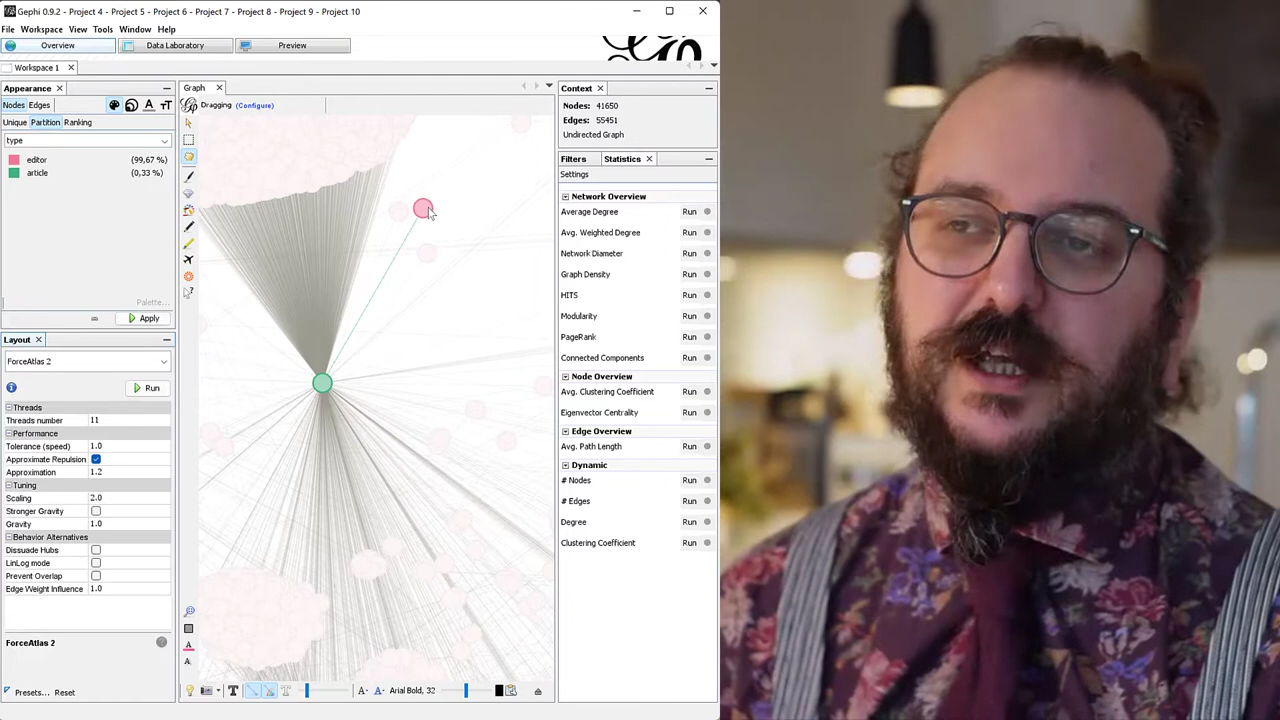 Gephi 0.9.2 - Project 4 - Project 5 - Project 6 - Project 7 - Project 8 - Project 9 - Project 10
File Workspace View Tools Window Help
Overview Data Laboratory Preview
Workspace 1
Appearance
Nodes Edges
Unique Partition Ranking
type
editor (99,67 %)
article (0,33 %)
Palette...
Apply
Layout
ForceAtlas 2
Run
Threads
Threads number 11
Performance
Tolerance (speed) 1.0
Approximate Repulsion
Approximation 1.2
Tuning
Scaling 2.0
Stronger Gravity
Gravity 1.0
Behavior Alternatives
Dissuade Hubs
LinLog mode
Prevent Overlap
Edge Weight Influence 1.0
ForceAtlas 2
Presets... Reset
Graph
Dragging (Configure)
Arial Bold, 32
Context
Nodes: 41650
Edges: 55451
Undirected Graph
Filters Statistics
Settings
Network Overview
Average Degree Run
Avg. Weighted Degree Run
Network Diameter Run
Graph Density Run
HITS Run
Modularity Run
PageRank Run
Connected Components Run
Node Overview
Avg. Clustering Coefficient Run
Eigenvector Centrality Run
Edge Overview
Avg. Path Length Run
Dynamic
# Nodes Run
# Edges Run
Degree Run
Clustering Coefficient Run